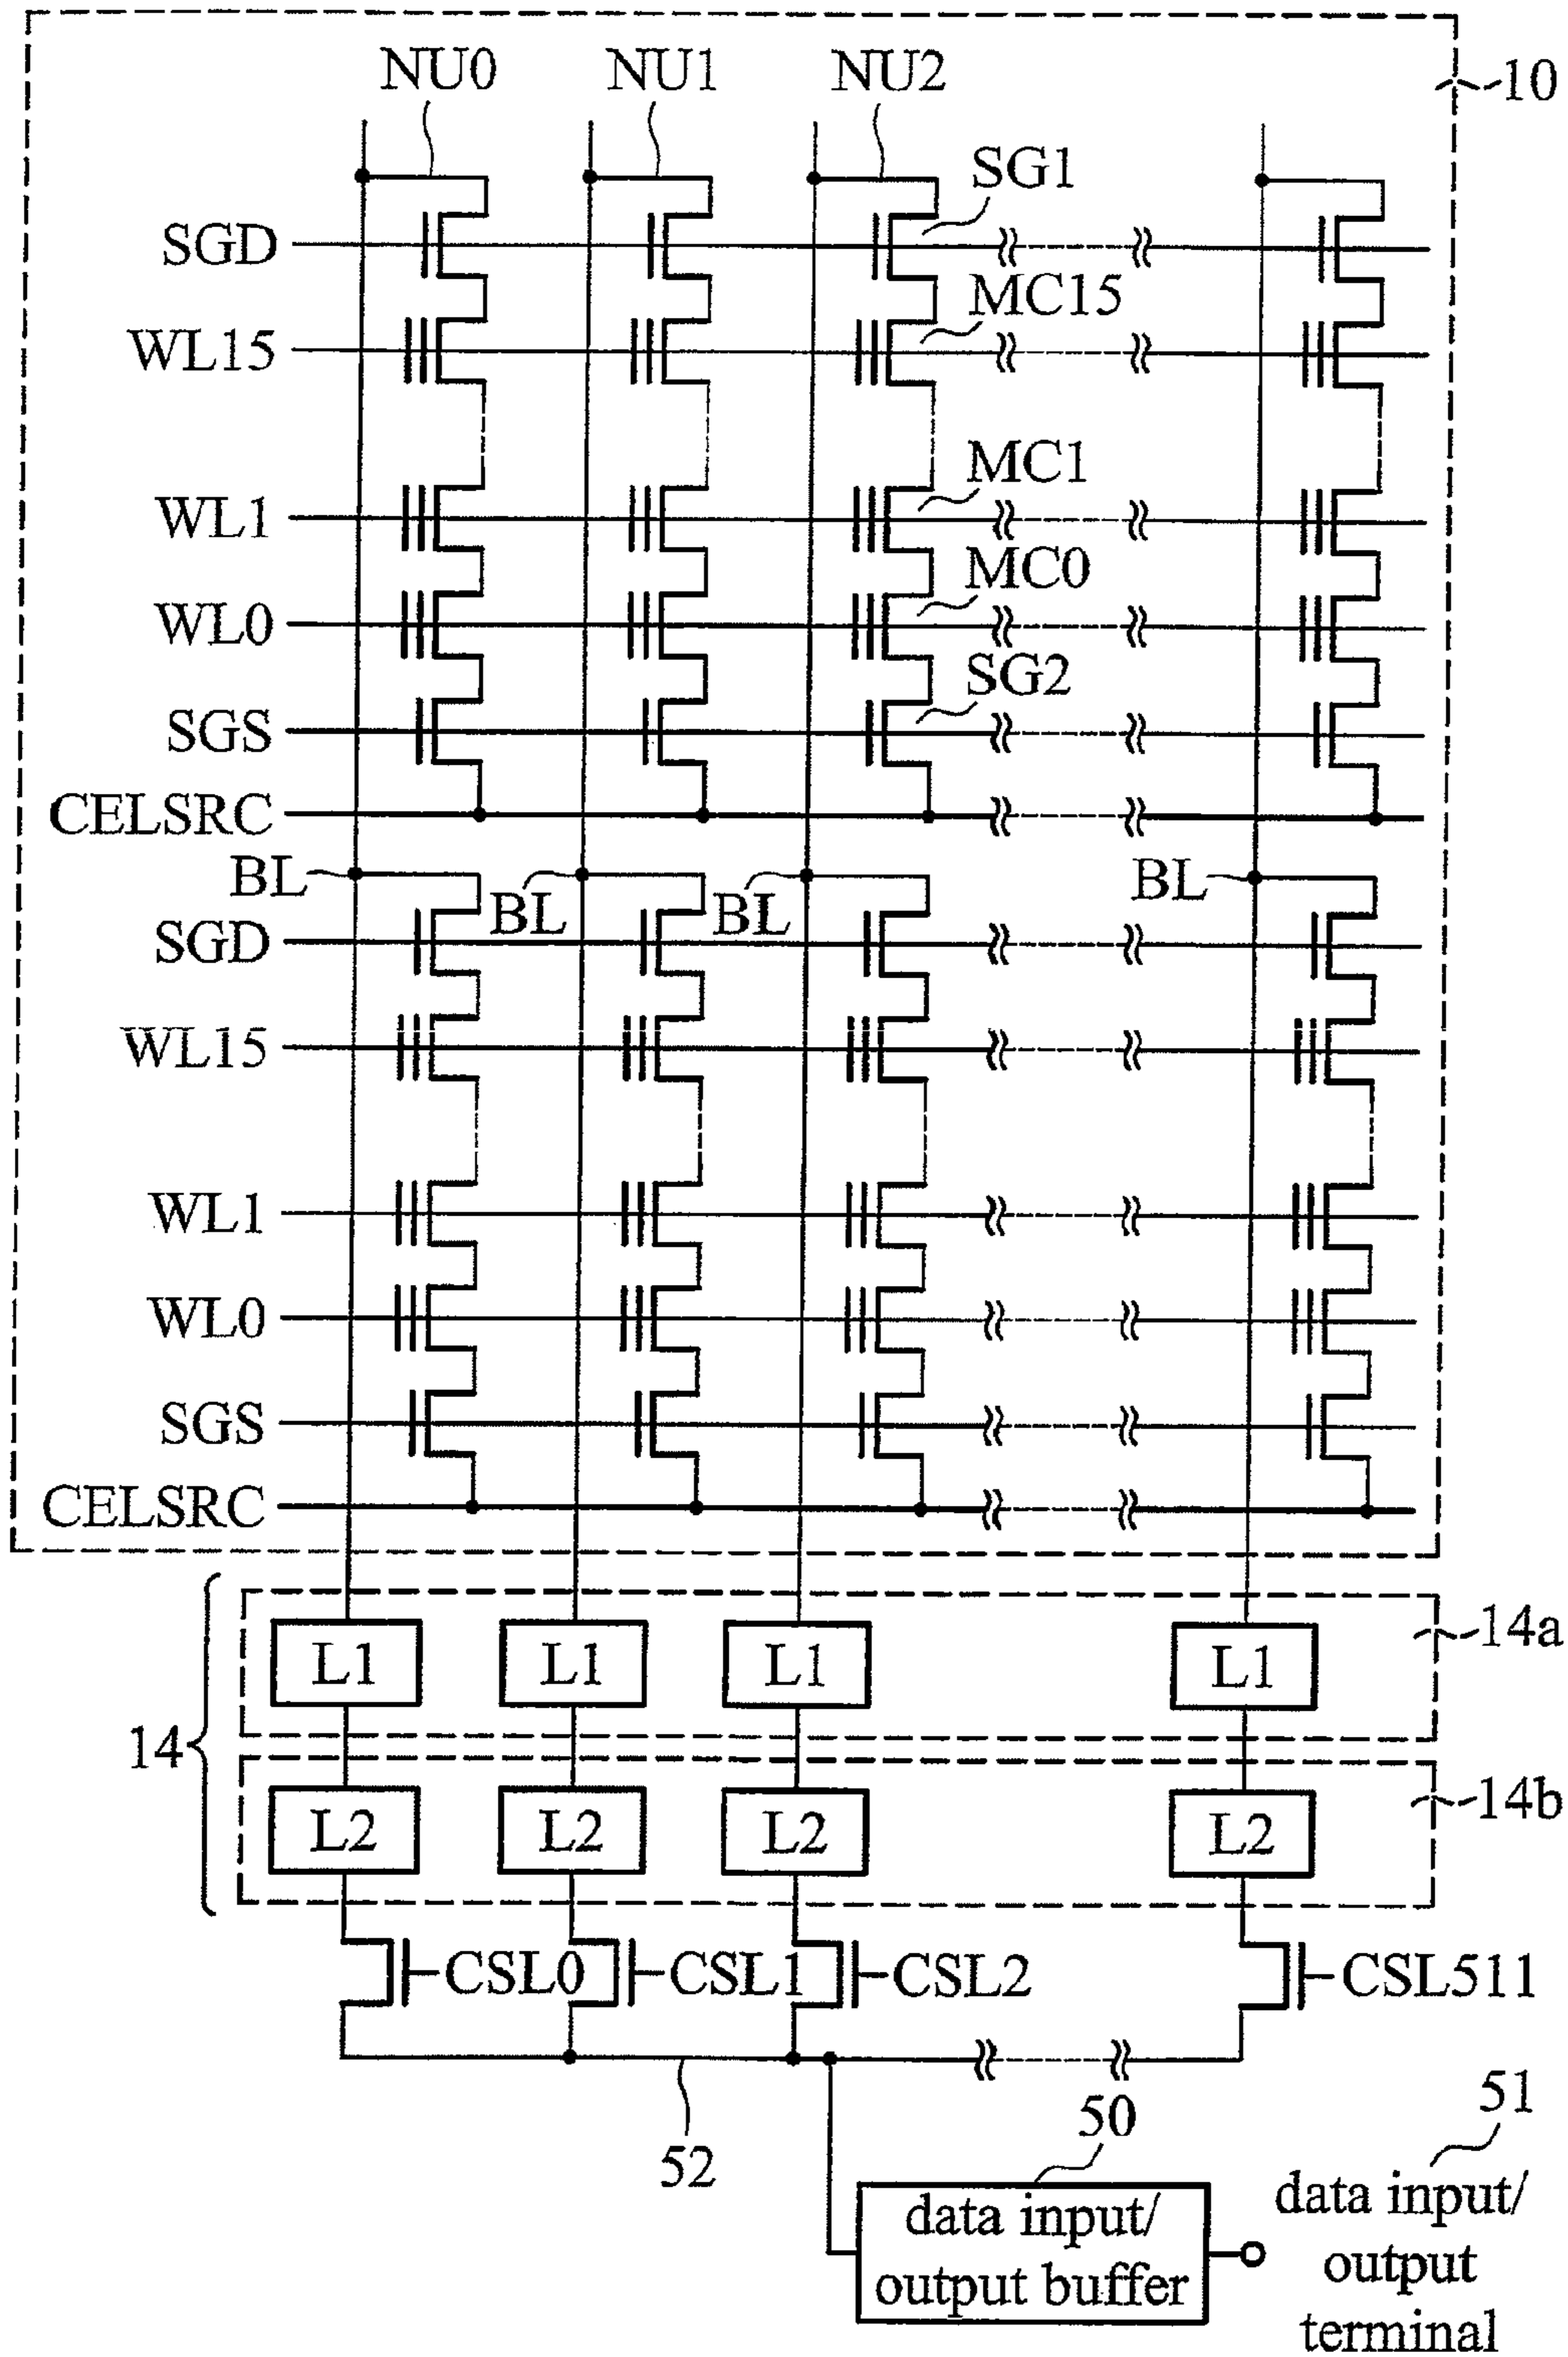 NU0 NU1 NU2
10
SG1
SGD
MC15
WL15
MC1
WL1
MC0
WL0
SG2
SGS
CELSRC
BL BL BL BL
SGD
WL15
WL1
WL0
SGS
CELSRC
L1 L1 L1 L1
14a
14
L2 L2 L2 L2
14b
CSL0 CSL1 CSL2 CSL511
52
50
51
data input/
output buffer
data input/
output
terminal